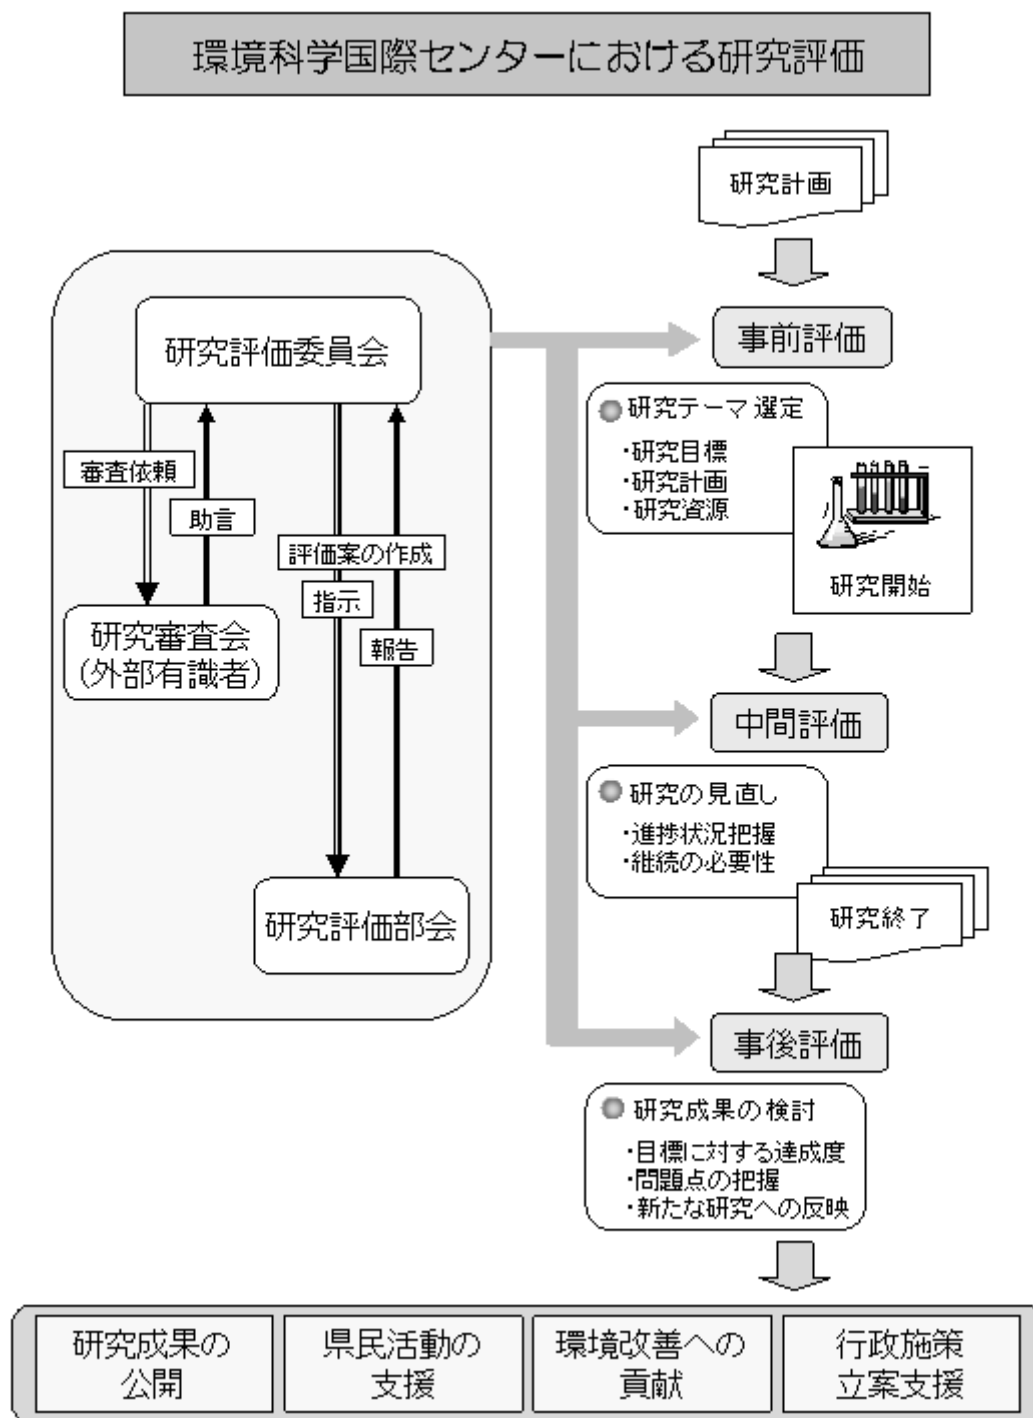 環境科学国際センターにおける研究評価
研究計画
事前評価
研究テーマ選定
・研究目標
・研究計画
・研究資源
研究開始
中間評価
研究の見直し
・進捗状況把握
・継続の必要性
研究終了
事後評価
研究成果の検討
・目標に対する達成度
・問題点の把握
・新たな研究への反映
研究評価委員会
審査依頼
助言
評価案の作成
指示
報告
研究審査会
(外部有識者)
研究評価部会
研究成果の
公開
県民活動の
支援
環境改善への
貢献
行政施策
立案支援